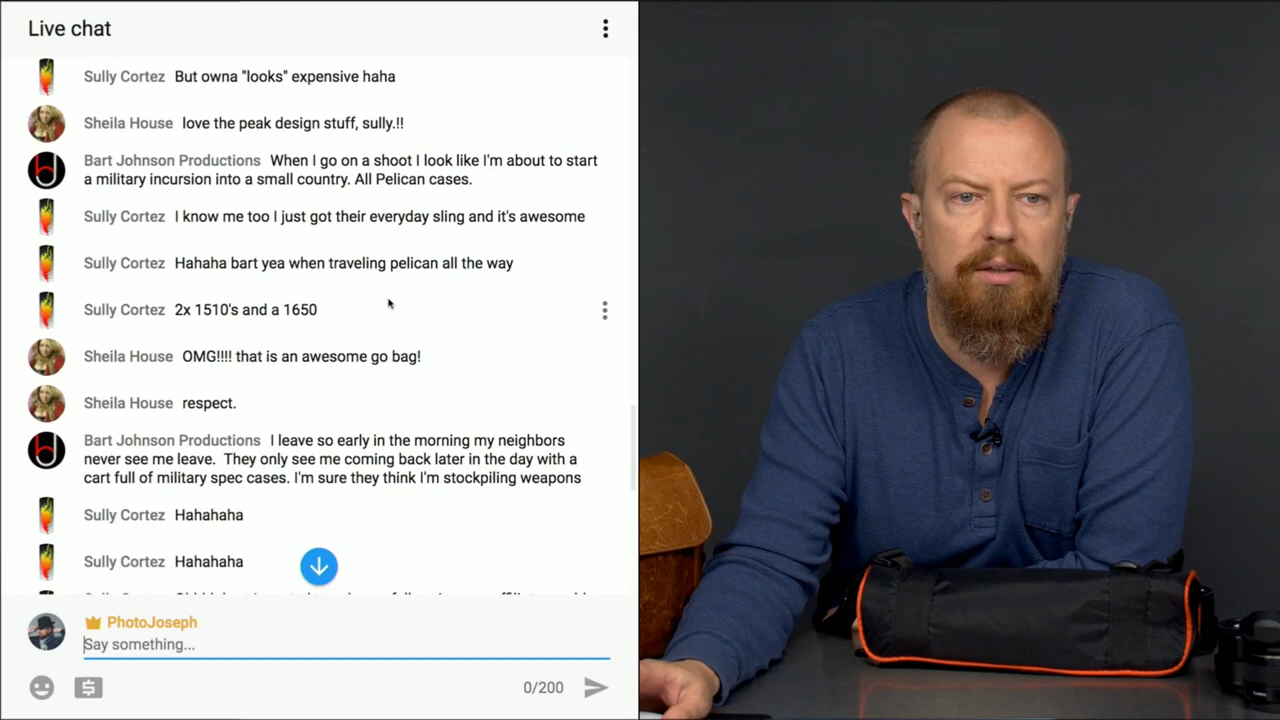 Live chat
Sully Cortez But owna "looks" expensive haha
Sheila House love the peak design stuff, sully.!!
Bart Johnson Productions When I go on a shoot I look like I'm about to start
a military incursion into a small country. All Pelican cases.
Sully Cortez I know me too I just got their everyday sling and it's awesome
Sully Cortez Hahaha bart yea when traveling pelican all the way
Sully Cortez 2x 1510's and a 1650
Sheila House OMG!!!! that is an awesome go bag!
Sheila House respect.
Bart Johnson Productions I leave so early in the morning my neighbors
never see me leave. They only see me coming back later in the day with a
cart full of military spec cases. I'm sure they think I'm stockpiling weapons
Sully Cortez Hahahaha
Sully Cortez Hahahaha
PhotoJoseph
Say something...
0/200